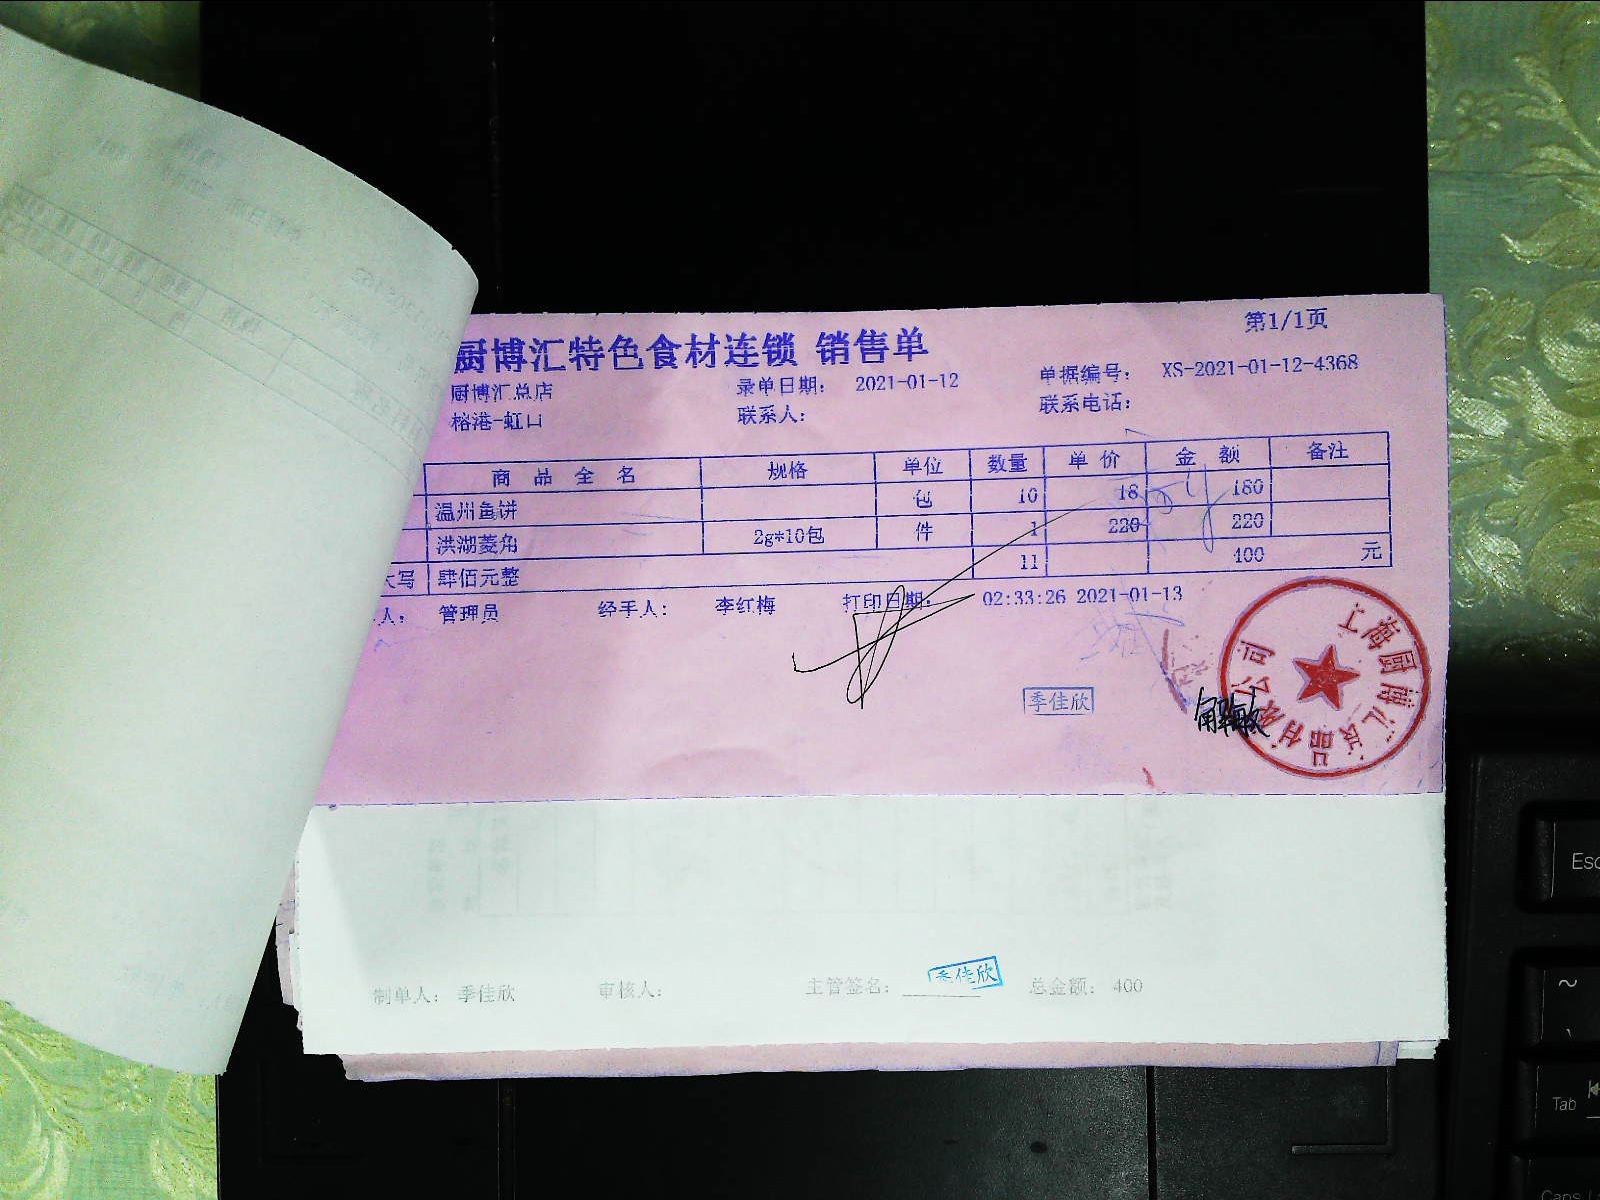 第1/1页
厨博汇特色食材连锁 销售单
厨博汇总店 录单日期: 2021-01-12 单据编号: XS-2021-01-12-4368
榕港-虹口 联系人: 联系电话:
商品全名 规格 单位 数量 单价 金额 备注
温州鱼饼 包 10 18 180
洪湖菱角 2g*10包 件 1 220 220
大写 肆佰元整 11 400 元
人: 管理员 经手人: 李红梅 打印日期: 02:33:26 2021-01-13
季佳欣
制单人: 季佳欣 审核人: 主管签名: 季佳欣 总金额: 400
Esc
~
Tab
Caps